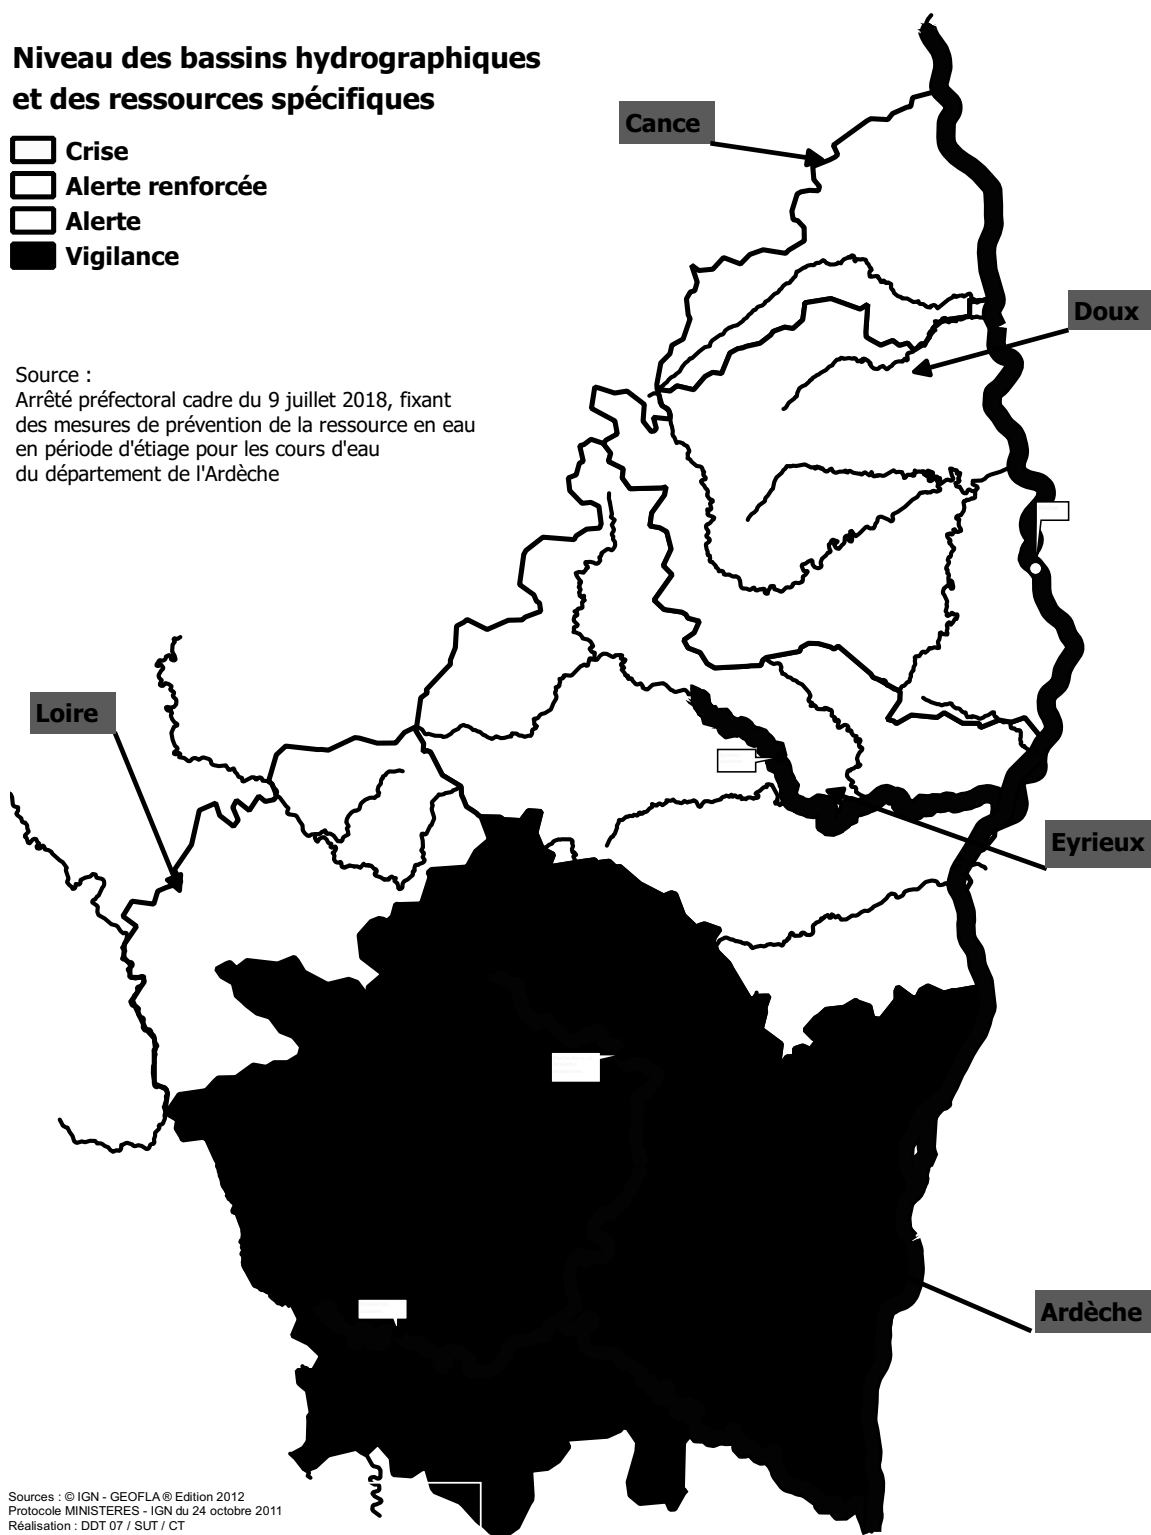 Niveau des bassins hydrographiques
et des ressources spécifiques
Crise
Alerte renforcée
Alerte
Vigilance
Cance
Doux
Source :
Arrêté préfectoral cadre du 9 juillet 2018, fixant
des mesures de prévention de la ressource en eau
en période d'étiage pour les cours d'eau
du département de l'Ardèche
Loire
Eyrieux
Ardèche
Sources : © IGN - GEOFLA ® Edition 2012
Protocole MINISTERES - IGN du 24 octobre 2011
Réalisation : DDT 07 / SUT / CT